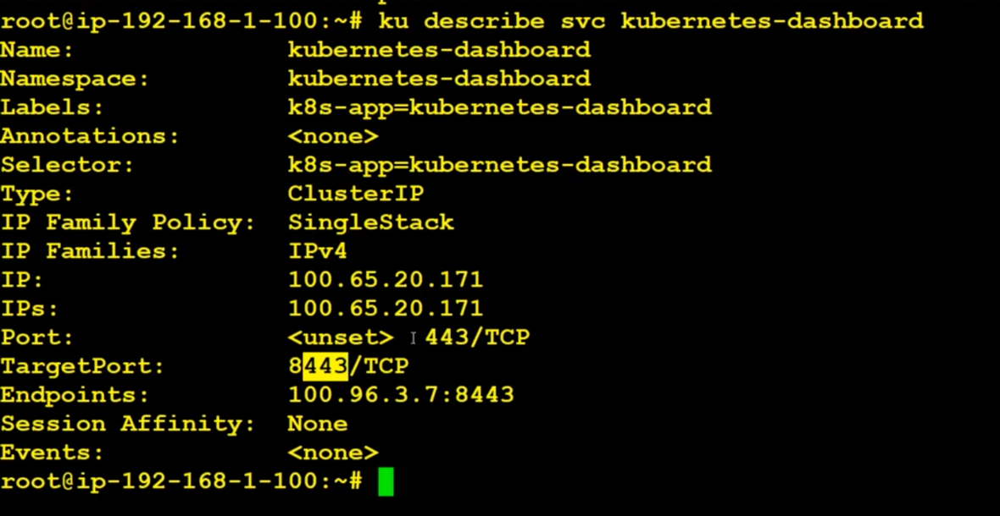 root@ip-192-168-1-100:~# ku describe svc kubernetes-dashboard
Name:              kubernetes-dashboard
Namespace:         kubernetes-dashboard
Labels:            k8s-app=kubernetes-dashboard
Annotations:       <none>
Selector:          k8s-app=kubernetes-dashboard
Type:              ClusterIP
IP Family Policy:  SingleStack
IP Families:       IPv4
IP:                100.65.20.171
IPs:               100.65.20.171
Port:              <unset>  443/TCP
TargetPort:        8443/TCP
Endpoints:         100.96.3.7:8443
Session Affinity:  None
Events:            <none>
root@ip-192-168-1-100:~#